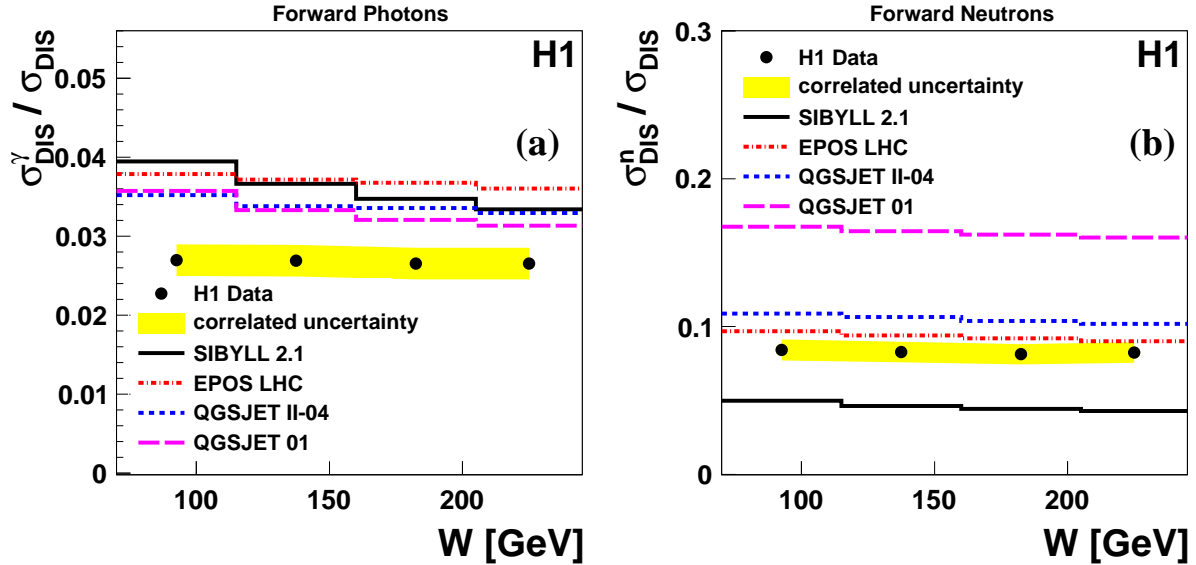 Forward Photons
σ^γ_DIS / σ_DIS
H1
(a)
0.05
0.04
0.03
0.02
0.01
0
H1 Data
correlated uncertainty
SIBYLL 2.1
EPOS LHC
QGSJET II-04
QGSJET 01
100
150
200
W [GeV]
Forward Neutrons
σ^n_DIS / σ_DIS
H1
(b)
0.3
0.2
0.1
0
H1 Data
correlated uncertainty
SIBYLL 2.1
EPOS LHC
QGSJET II-04
QGSJET 01
100
150
200
W [GeV]